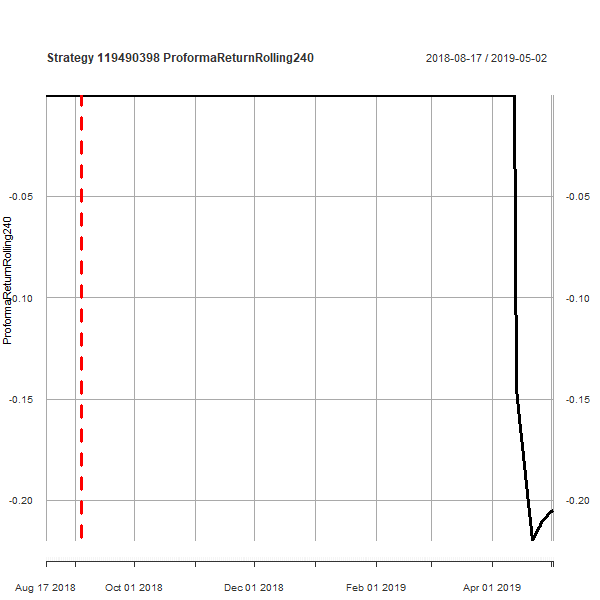 Strategy 119490398 ProformaReturnRolling240
2018-08-17 / 2019-05-02
ProformaReturnRolling240
-0.05
-0.05
-0.10
-0.10
-0.15
-0.15
-0.20
-0.20
Aug 17 2018
Oct 01 2018
Dec 01 2018
Feb 01 2019
Apr 01 2019